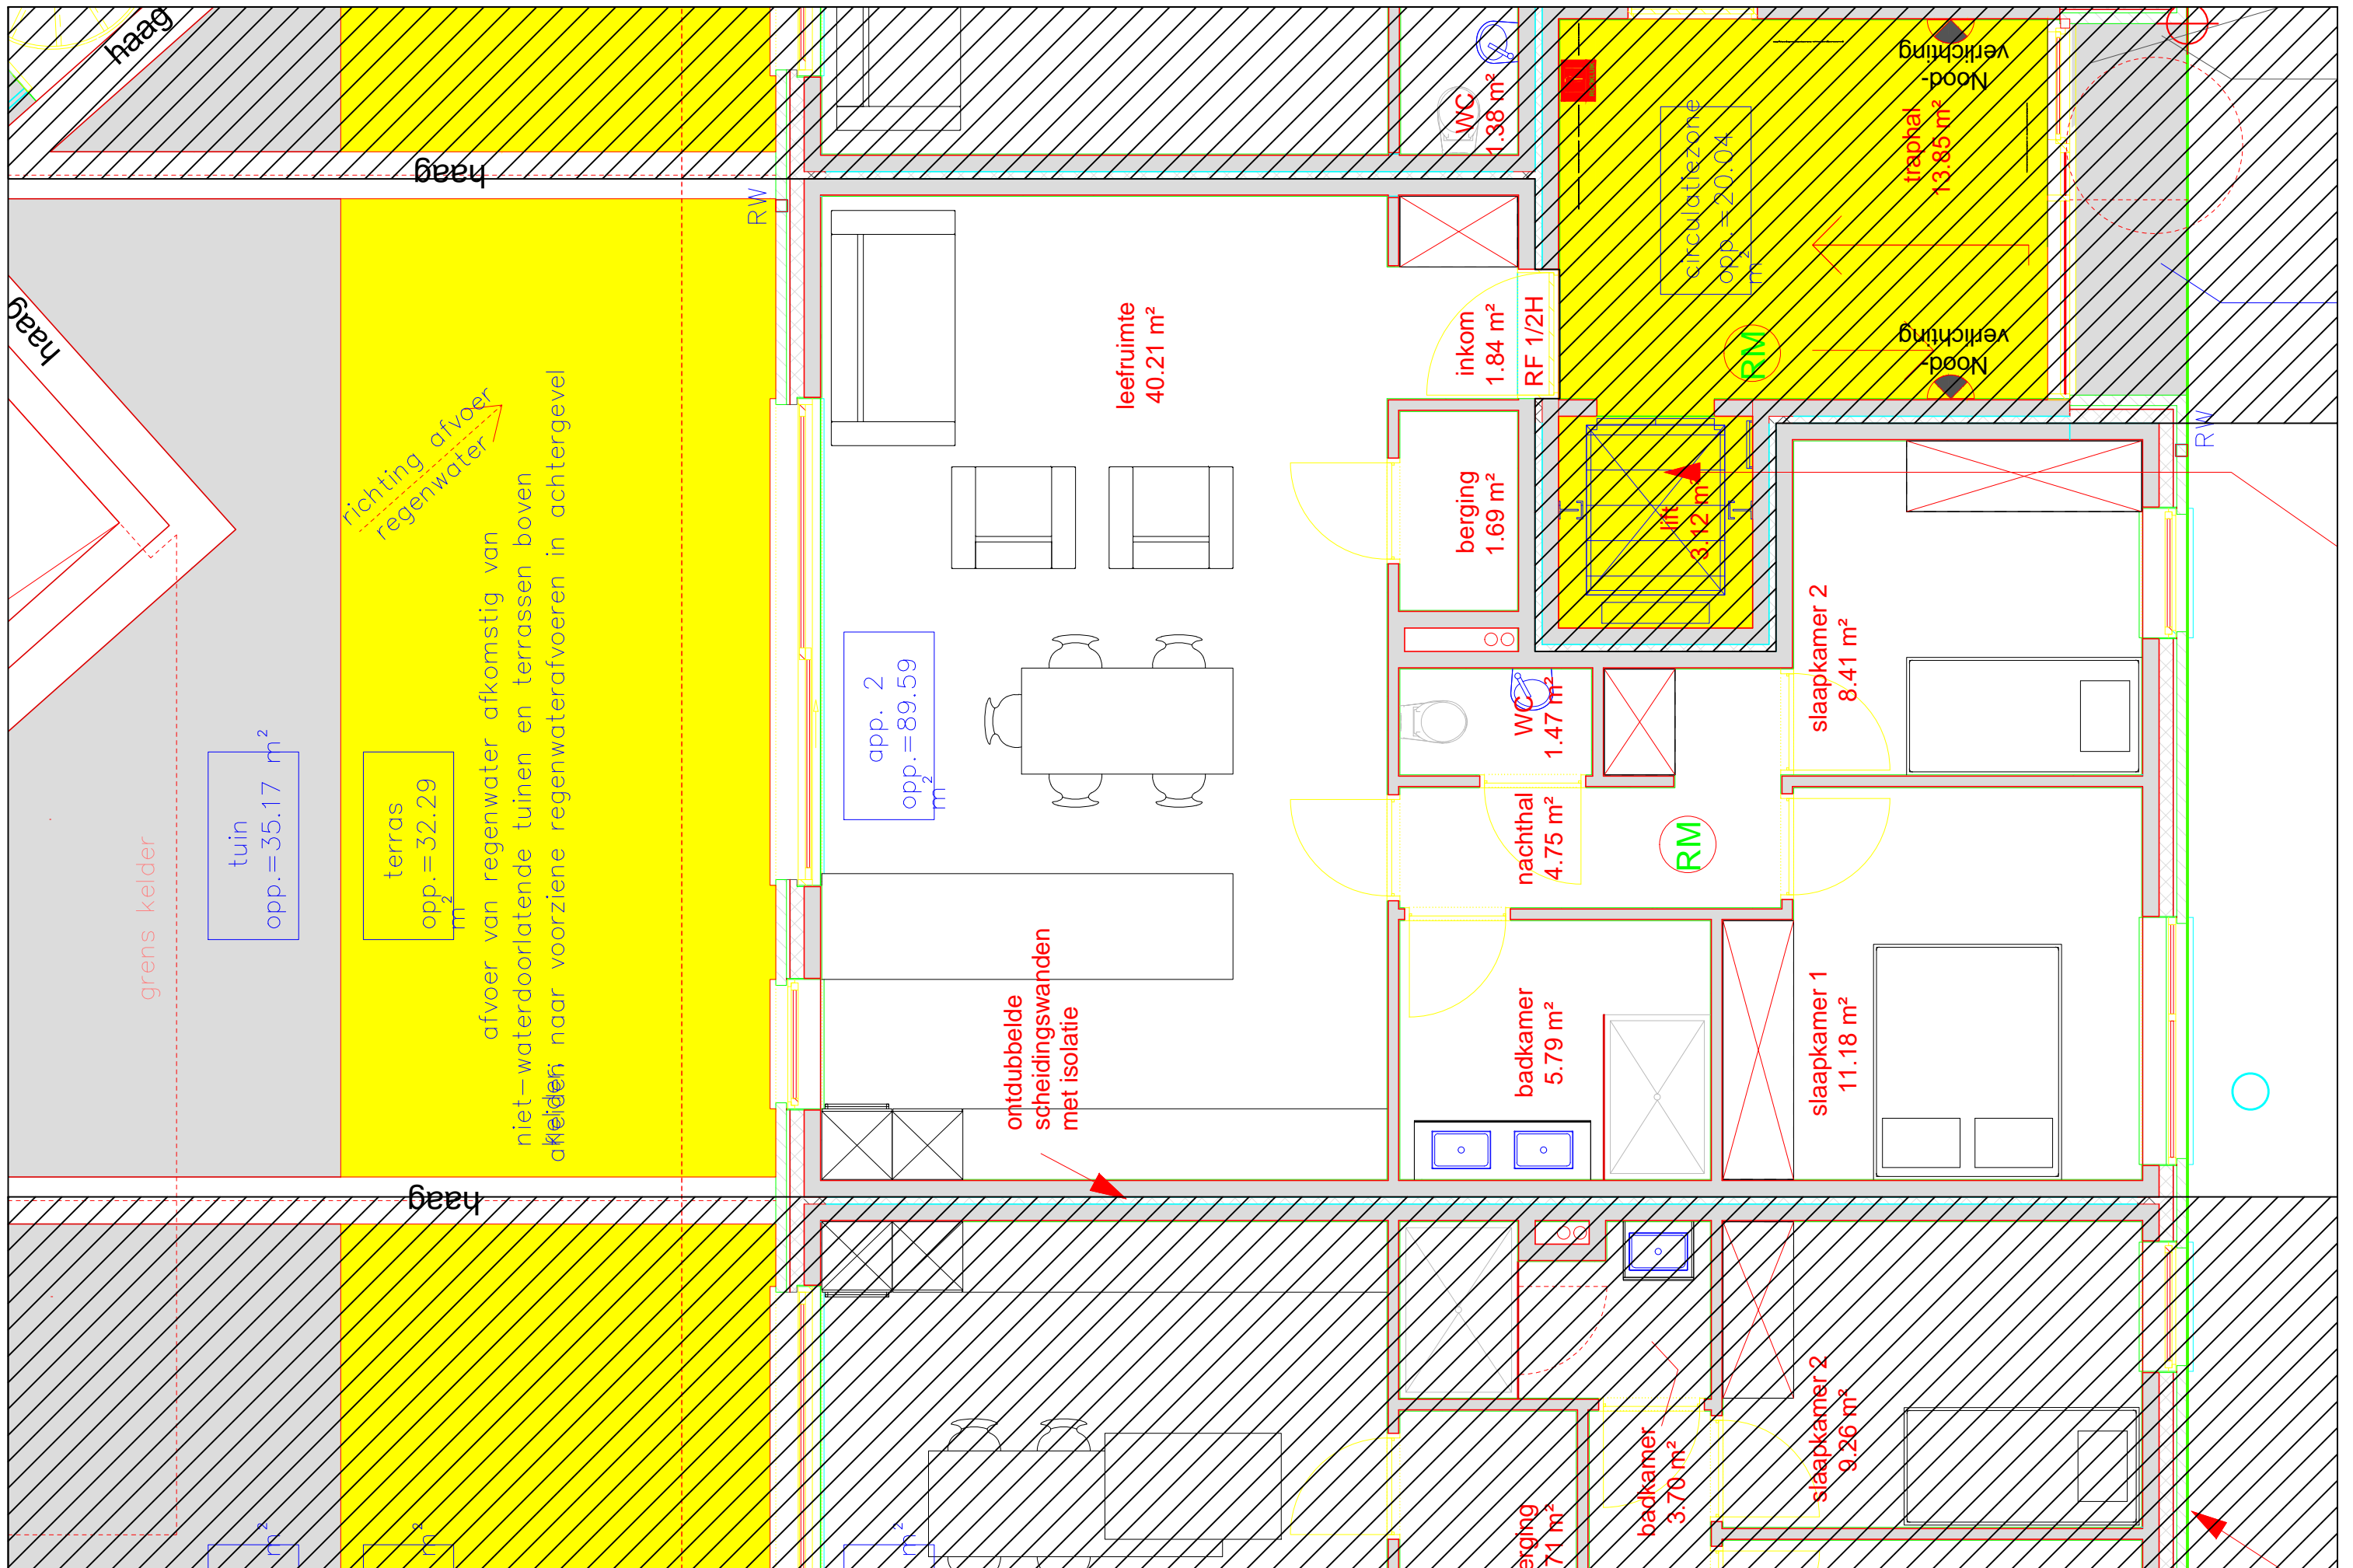 haag
haag
haag
haag
RW
richting afvoer
regenwater
afvoer van regenwater afkomstig van
niet-waterdoorlatende tuinen en terrassen boven
naar voorziene regenwaterafvoeren in achtergevel
grens kelder
tuin
opp.=35.17 m²
terras
opp.=32.29
m²
app. 2
opp.=89.59
m²
leefruimte
40.21 m²
ontdubbelde
scheidingswanden
met isolatie
WC
1.38 m²
inkom
1.84 m²
RF 1/2H
berging
1.69 m²
WC
1.47 m²
nachthal
4.75 m²
RM
badkamer
5.79 m²
circulatiezone
opp.=20.04
m²
RM
traphal
13.85 m²
Nood-
verlichting
Nood-
verlichting
lift
3.12 m²
RW
slaapkamer 2
8.41 m²
slaapkamer 1
11.18 m²
badkamer
3.70 m²
slaapkamer 2
9.26 m²
m²
m²
m²